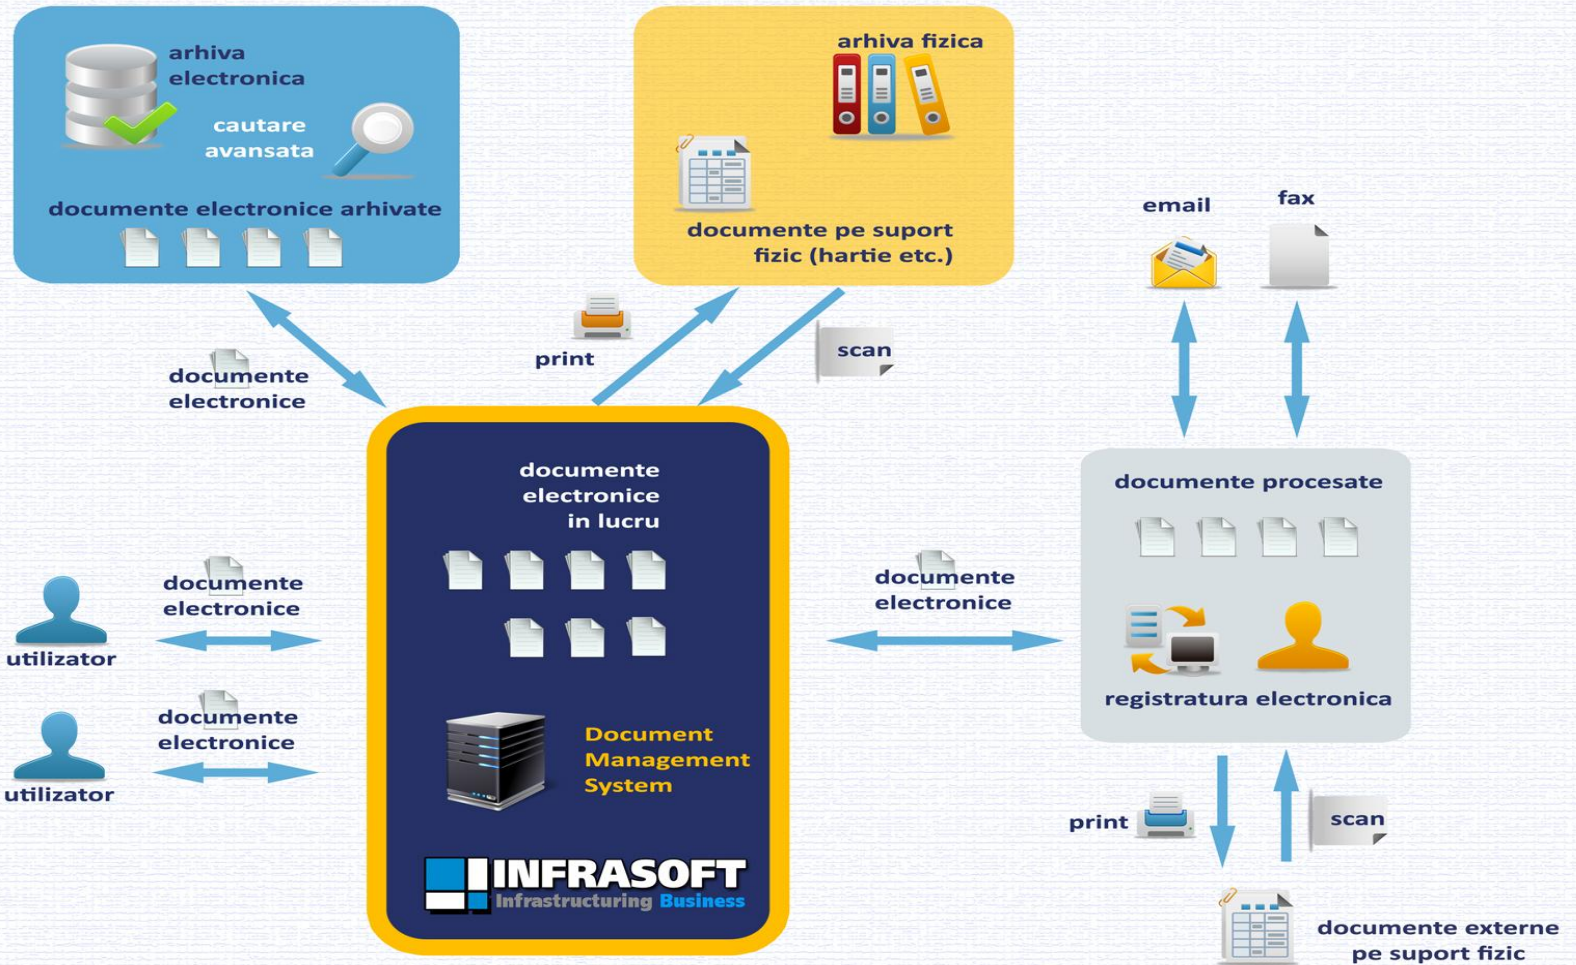 arhiva
electronica
cautare
avansata
documente electronice arhivate
arhiva fizica
documente pe suport
fizic (hartie etc.)
email
fax
print
scan
documente
electronice
documente
electronice
in lucru
documente procesate
documente
electronice
utilizator
documente
electronice
registratura electronica
documente
electronice
utilizator
Document
Management
System
print
scan
INFRASOFT
Infrastructuring Business
documente externe
pe suport fizic